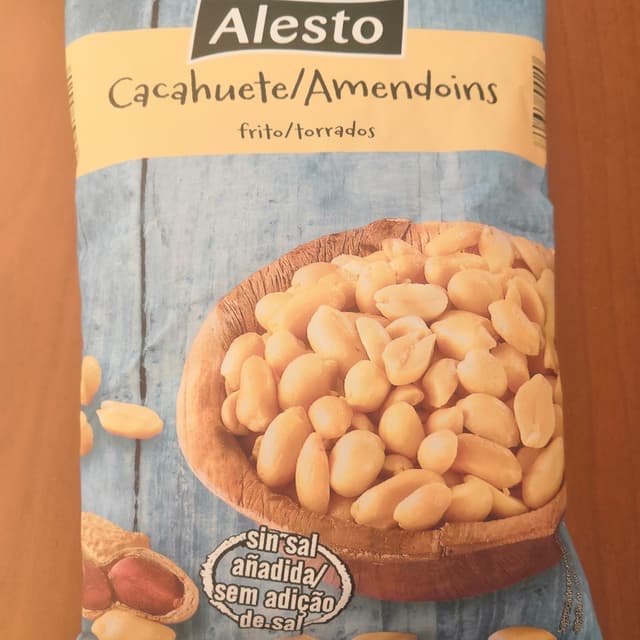 Alesto
Cacahuete/Amendoins
frito/torrados
sin sal
añadida/
sem adição
de sal